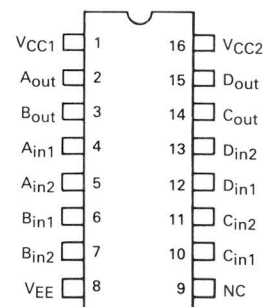 VCC1 1 16 VCC2
Aout 2 15 Dout
Bout 3 14 Cout
Ain1 4 13 Din2
Ain2 5 12 Din1
Bin1 6 11 Cin2
Bin2 7 10 Cin1
VEE 8 9 NC